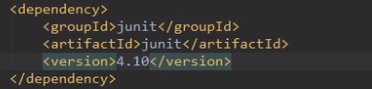 <dependency>
<groupId>junit</groupId>
<artifactId>junit</artifactId>
<version>4.10</version>
</dependency>